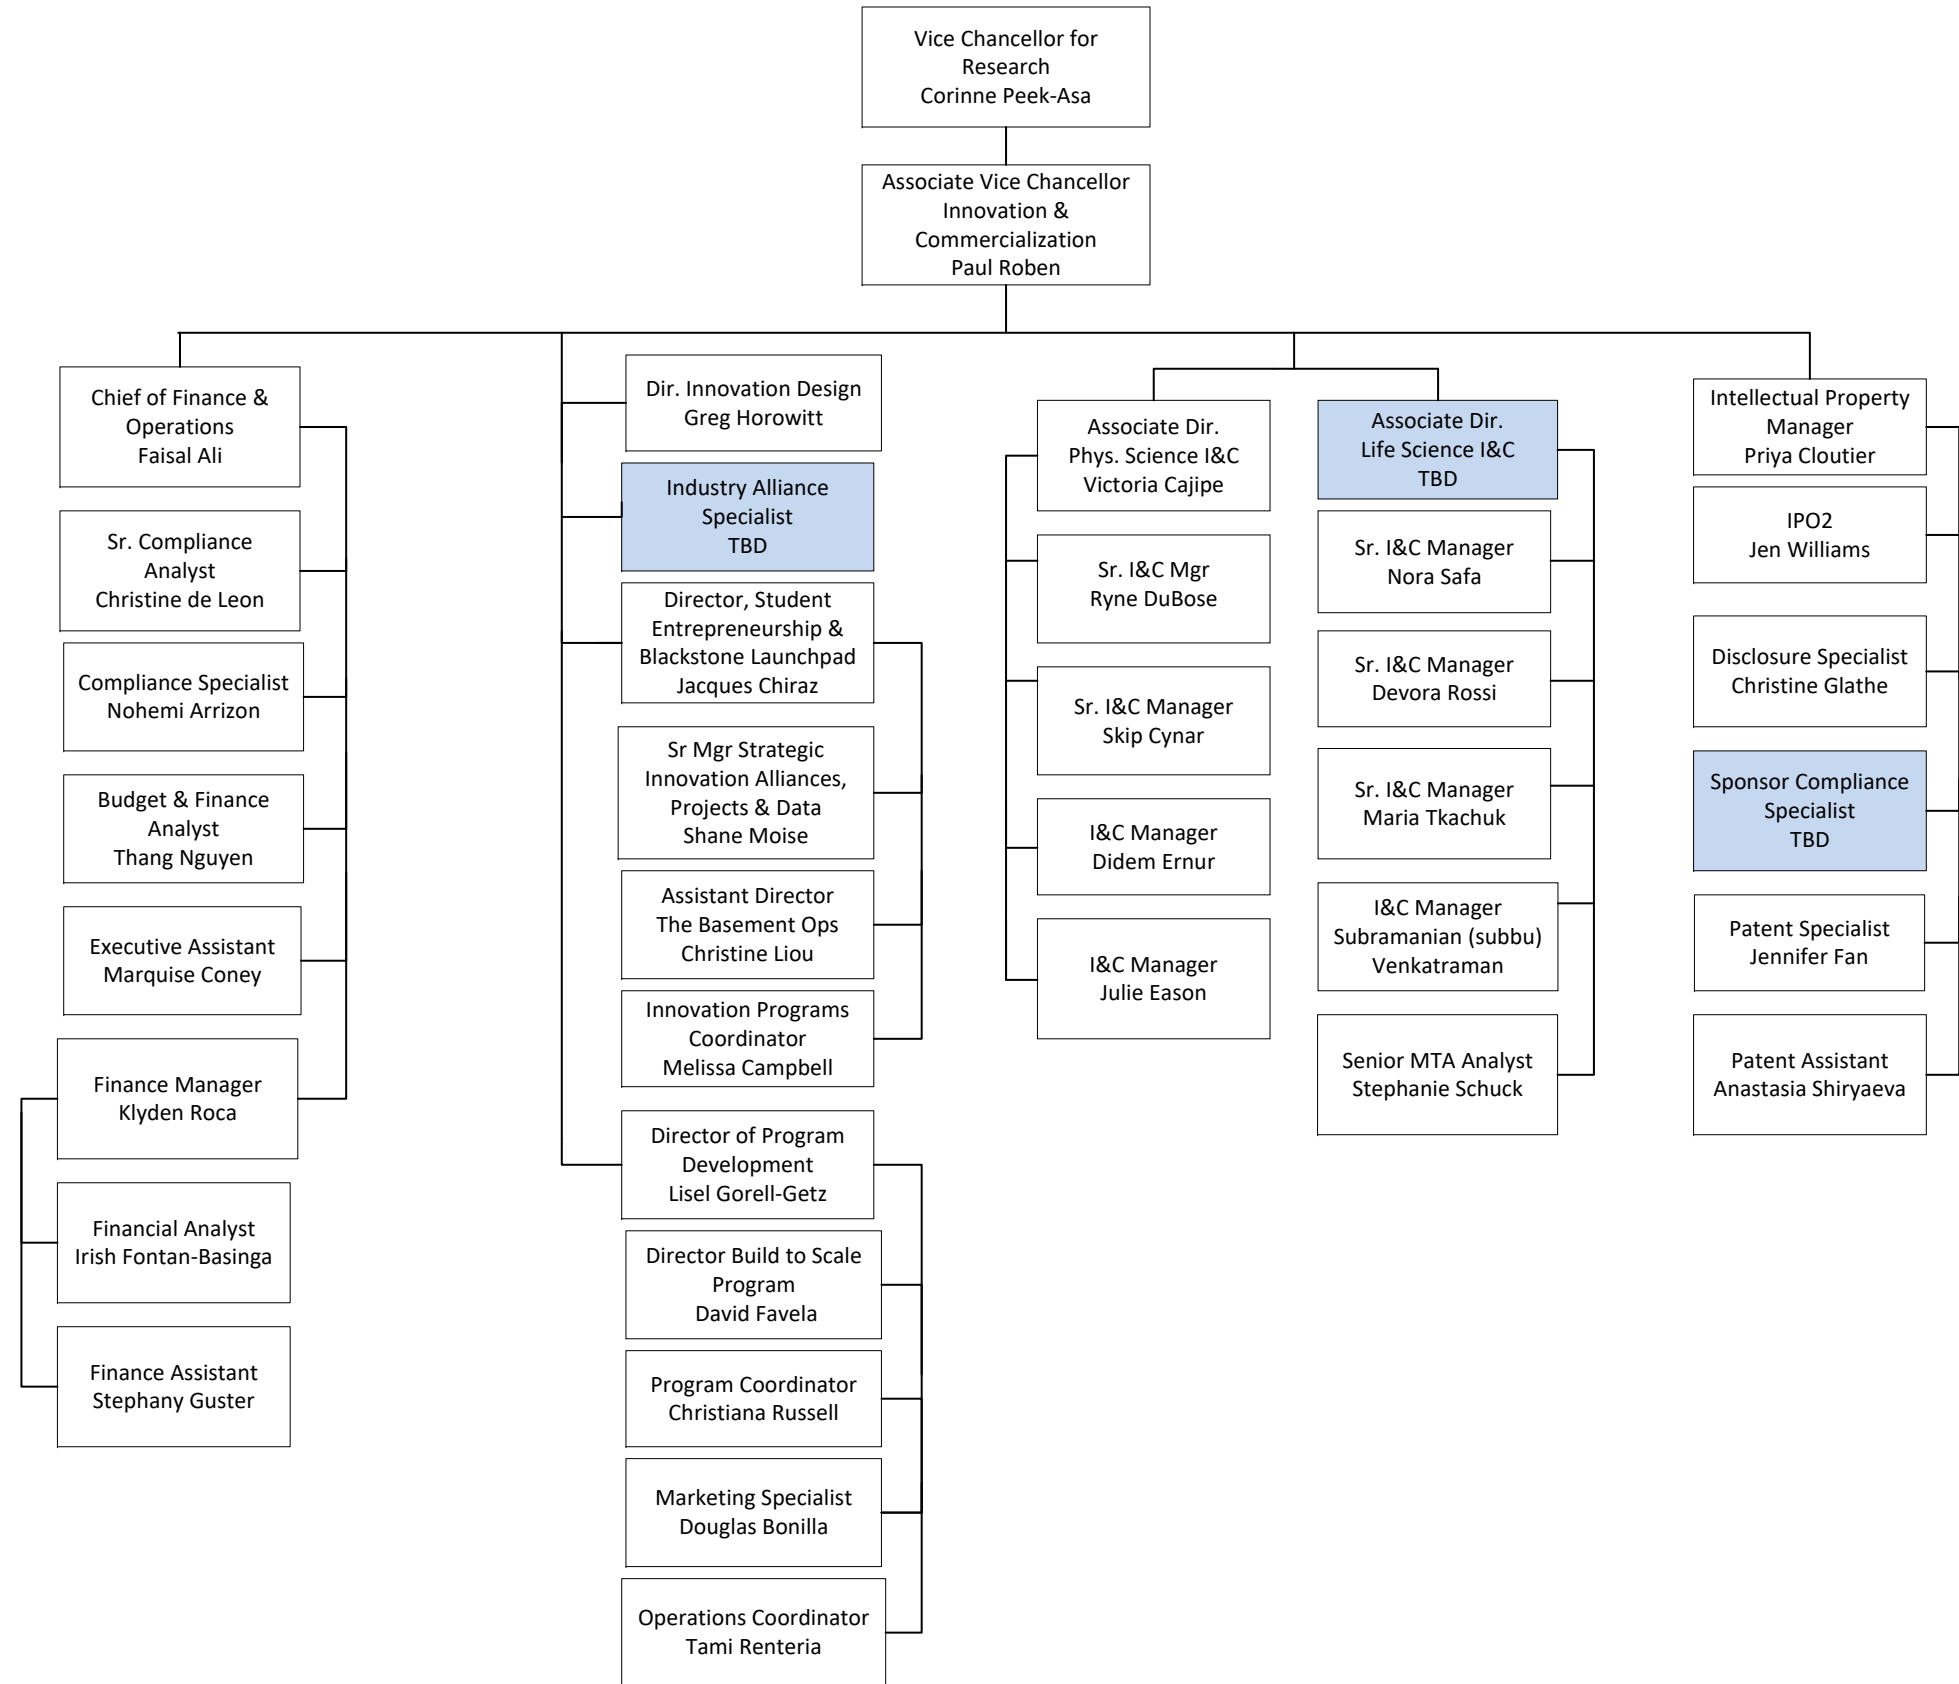 Vice Chancellor for
Research
Corinne Peek-Asa
Associate Vice Chancellor
Innovation &
Commercialization
Paul Roben
Chief of Finance &
Operations
Faisal Ali
Sr. Compliance
Analyst
Christine de Leon
Compliance Specialist
Nohemi Arrizon
Budget & Finance
Analyst
Thang Nguyen
Executive Assistant
Marquise Coney
Finance Manager
Klyden Roca
Financial Analyst
Irish Fontan-Basinga
Finance Assistant
Stephany Guster
Dir. Innovation Design
Greg Horowitt
Industry Alliance
Specialist
TBD
Director, Student
Entrepreneurship &
Blackstone Launchpad
Jacques Chiraz
Sr Mgr Strategic
Innovation Alliances,
Projects & Data
Shane Moise
Assistant Director
The Basement Ops
Christine Liou
Innovation Programs
Coordinator
Melissa Campbell
Director of Program
Development
Lisel Gorell-Getz
Director Build to Scale
Program
David Favela
Program Coordinator
Christiana Russell
Marketing Specialist
Douglas Bonilla
Operations Coordinator
Tami Renteria
Associate Dir.
Phys. Science I&C
Victoria Cajipe
Sr. I&C Mgr
Ryne DuBose
Sr. I&C Manager
Skip Cynar
I&C Manager
Didem Ernur
I&C Manager
Julie Eason
Associate Dir.
Life Science I&C
TBD
Sr. I&C Manager
Nora Safa
Sr. I&C Manager
Devora Rossi
Sr. I&C Manager
Maria Tkachuk
I&C Manager
Subramanian (subbu)
Venkatraman
Senior MTA Analyst
Stephanie Schuck
Intellectual Property
Manager
Priya Cloutier
IPO2
Jen Williams
Disclosure Specialist
Christine Glathe
Sponsor Compliance
Specialist
TBD
Patent Specialist
Jennifer Fan
Patent Assistant
Anastasia Shiryaeva